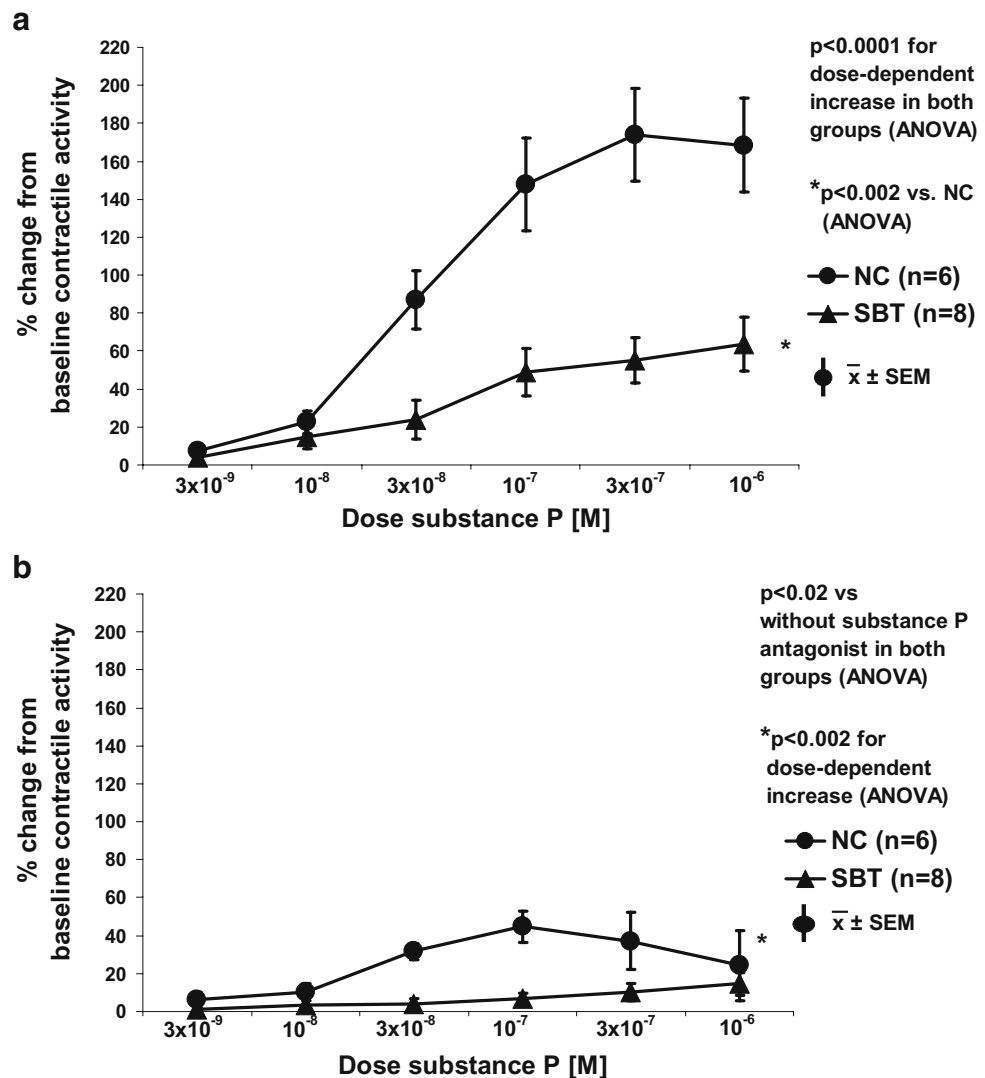 a
% change from
baseline contractile activity
220
200
180
160
140
120
100
80
60
40
20
0
3x10⁻⁹ 10⁻⁸ 3x10⁻⁸ 10⁻⁷ 3x10⁻⁷ 10⁻⁶
Dose substance P [M]
p<0.0001 for
dose-dependent
increase in both
groups (ANOVA)
*p<0.002 vs. NC
(ANOVA)
NC (n=6)
SBT (n=8)
x̄ ± SEM
*
b
% change from
baseline contractile activity
220
200
180
160
140
120
100
80
60
40
20
0
3x10⁻⁹ 10⁻⁸ 3x10⁻⁸ 10⁻⁷ 3x10⁻⁷ 10⁻⁶
Dose substance P [M]
p<0.02 vs
without substance P
antagonist in both
groups (ANOVA)
*p<0.002 for
dose-dependent
increase (ANOVA)
NC (n=6)
SBT (n=8)
x̄ ± SEM
*